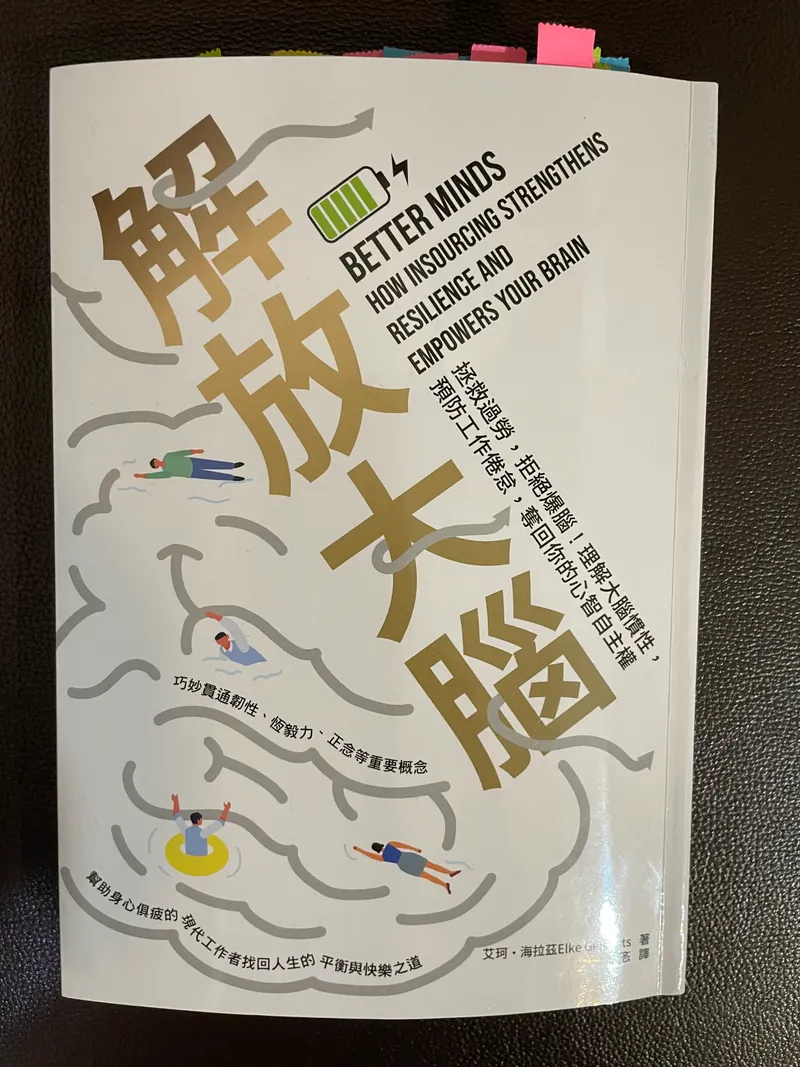 解放大腦
BETTER MINDS
HOW INSOURCING STRENGTHENS
RESILIENCE AND
EMPOWERS YOUR BRAIN
拯救過勞，拒絕爆腦！理解大腦慣性，
預防工作倦怠，奪回你的心智自主權
巧妙貫通韌性、恆毅力、正念等重要概念
幫助身心俱疲的 現代工作者找回人生的 平衡與快樂之道
艾珂・海拉茲Elke 著
譯